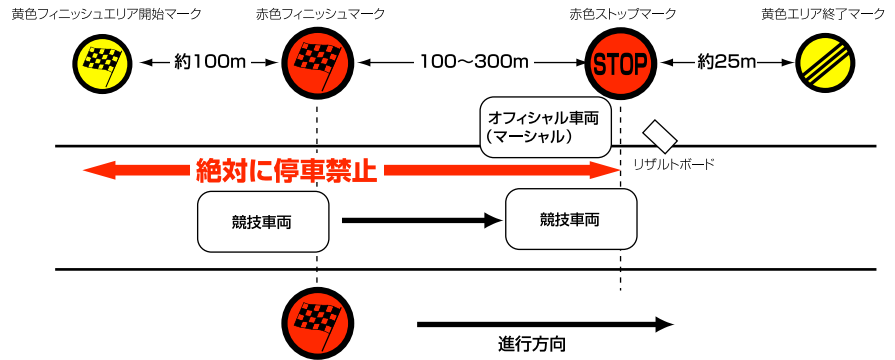 黄色フィニッシュエリア開始マーク
赤色フィニッシュマーク
赤色ストップマーク
黄色エリア終了マーク
約100m
100〜300m
STOP
約25m
オフィシャル車両
（マーシャル）
リザルトボード
絶対に停車禁止
競技車両
競技車両
進行方向